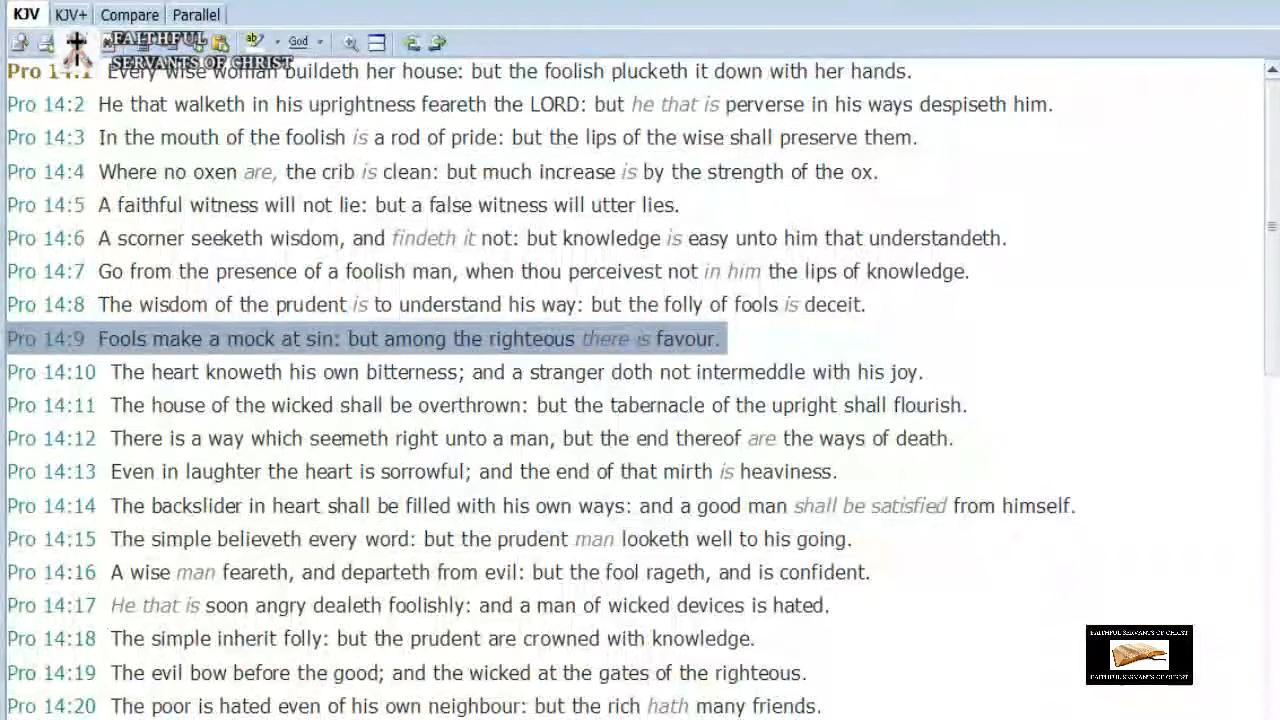 KJV KJV+ Compare Parallel
God
FAITHFUL
SERVANTS OF CHRIST
Pro 14:1 Every wise woman buildeth her house: but the foolish plucketh it down with her hands.
Pro 14:2 He that walketh in his uprightness feareth the LORD: but he that is perverse in his ways despiseth him.
Pro 14:3 In the mouth of the foolish is a rod of pride: but the lips of the wise shall preserve them.
Pro 14:4 Where no oxen are, the crib is clean: but much increase is by the strength of the ox.
Pro 14:5 A faithful witness will not lie: but a false witness will utter lies.
Pro 14:6 A scorner seeketh wisdom, and findeth it not: but knowledge is easy unto him that understandeth.
Pro 14:7 Go from the presence of a foolish man, when thou perceivest not in him the lips of knowledge.
Pro 14:8 The wisdom of the prudent is to understand his way: but the folly of fools is deceit.
Pro 14:9 Fools make a mock at sin: but among the righteous there is favour.
Pro 14:10 The heart knoweth his own bitterness; and a stranger doth not intermeddle with his joy.
Pro 14:11 The house of the wicked shall be overthrown: but the tabernacle of the upright shall flourish.
Pro 14:12 There is a way which seemeth right unto a man, but the end thereof are the ways of death.
Pro 14:13 Even in laughter the heart is sorrowful; and the end of that mirth is heaviness.
Pro 14:14 The backslider in heart shall be filled with his own ways: and a good man shall be satisfied from himself.
Pro 14:15 The simple believeth every word: but the prudent man looketh well to his going.
Pro 14:16 A wise man feareth, and departeth from evil: but the fool rageth, and is confident.
Pro 14:17 He that is soon angry dealeth foolishly: and a man of wicked devices is hated.
Pro 14:18 The simple inherit folly: but the prudent are crowned with knowledge.
Pro 14:19 The evil bow before the good; and the wicked at the gates of the righteous.
Pro 14:20 The poor is hated even of his own neighbour: but the rich hath many friends.
FAITHFUL SERVANTS OF CHRIST
FAITHFUL SERVANTS OF CHRIST